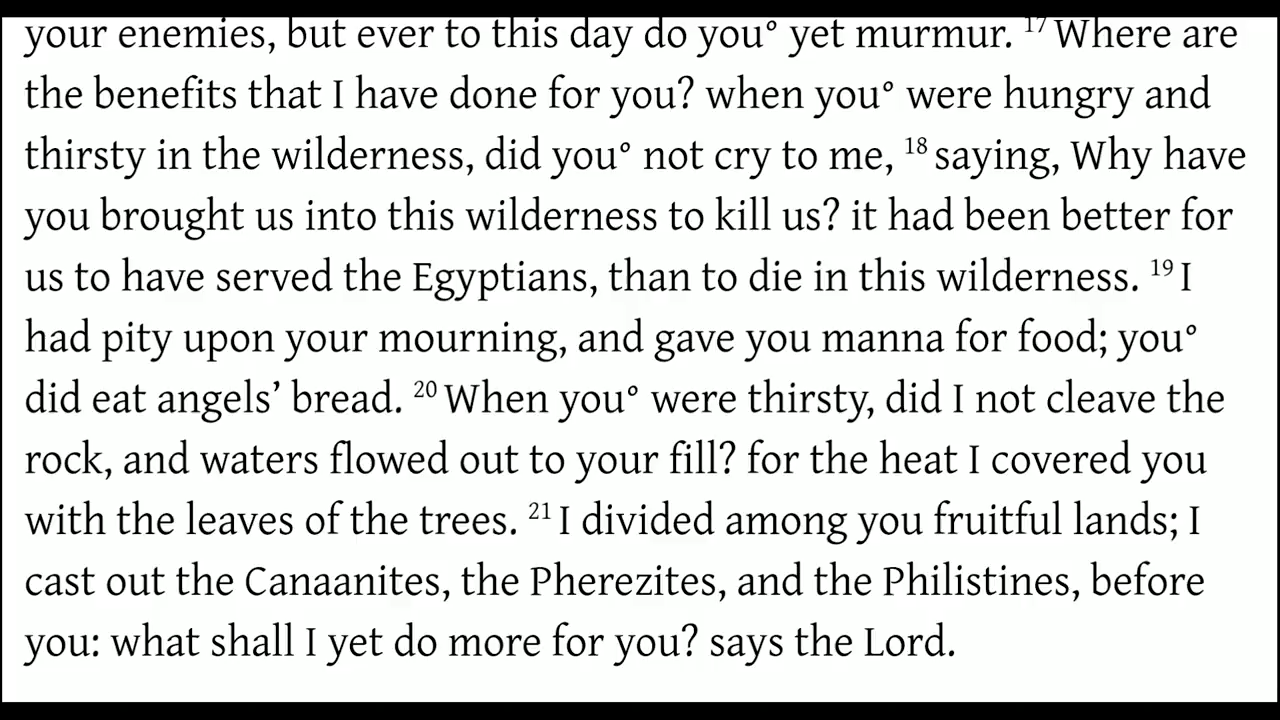 your enemies, but ever to this day do you° yet murmur. 17 Where are
the benefits that I have done for you? when you° were hungry and
thirsty in the wilderness, did you° not cry to me, 18 saying, Why have
you brought us into this wilderness to kill us? it had been better for
us to have served the Egyptians, than to die in this wilderness. 19 I
had pity upon your mourning, and gave you manna for food; you°
did eat angels’ bread. 20 When you° were thirsty, did I not cleave the
rock, and waters flowed out to your fill? for the heat I covered you
with the leaves of the trees. 21 I divided among you fruitful lands; I
cast out the Canaanites, the Pherezites, and the Philistines, before
you: what shall I yet do more for you? says the Lord.